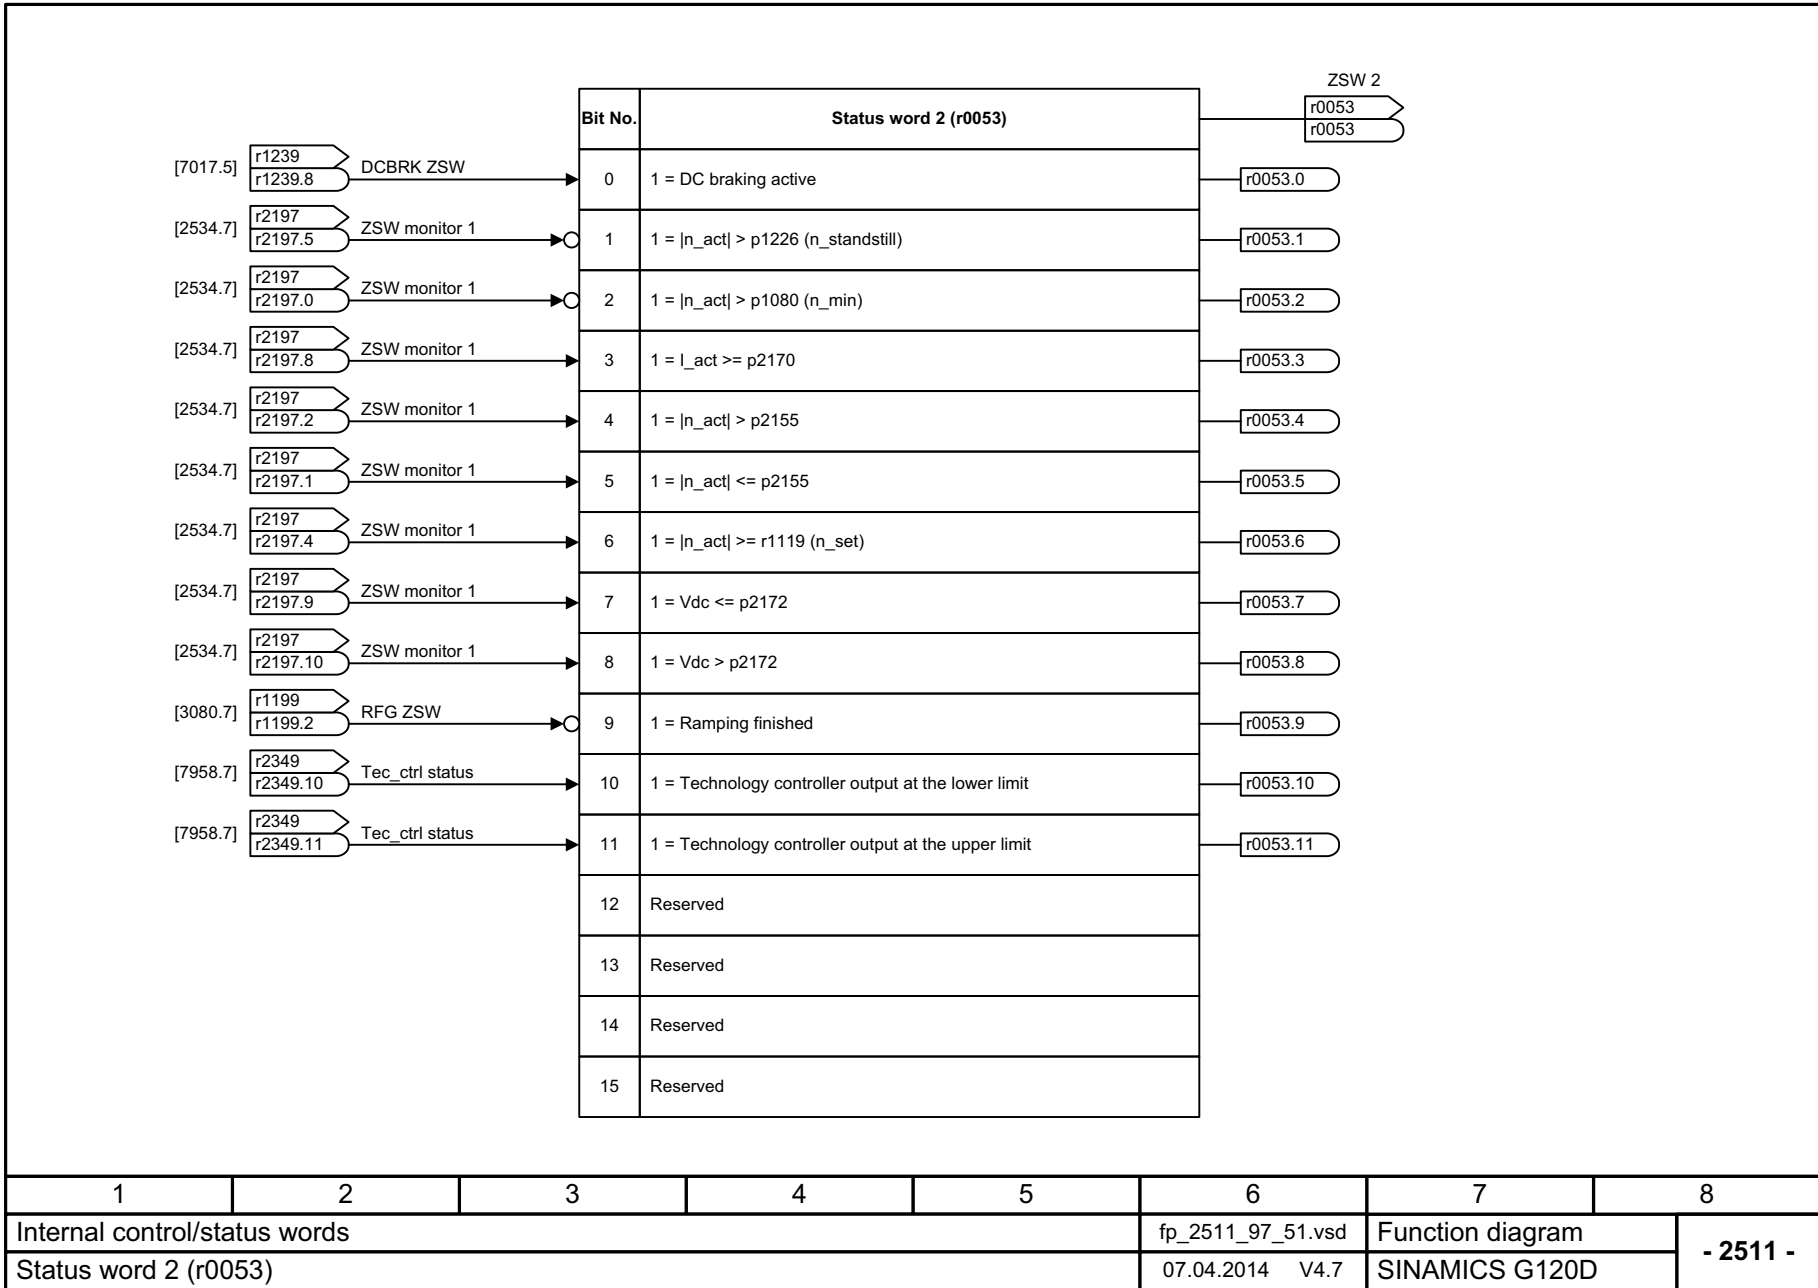 ZSW 2
Bit No. Status word 2 (r0053) r0053
r0053
[7017.5] r1239 DCBRK ZSW
r1239.8 0 1 = DC braking active r0053.0
[2534.7] r2197 ZSW monitor 1
r2197.5 1 1 = |n_act| > p1226 (n_standstill) r0053.1
[2534.7] r2197 ZSW monitor 1
r2197.0 2 1 = |n_act| > p1080 (n_min) r0053.2
[2534.7] r2197 ZSW monitor 1
r2197.8 3 1 = I_act >= p2170 r0053.3
[2534.7] r2197 ZSW monitor 1
r2197.2 4 1 = |n_act| > p2155 r0053.4
[2534.7] r2197 ZSW monitor 1
r2197.1 5 1 = |n_act| <= p2155 r0053.5
[2534.7] r2197 ZSW monitor 1
r2197.4 6 1 = |n_act| >= r1119 (n_set) r0053.6
[2534.7] r2197 ZSW monitor 1
r2197.9 7 1 = Vdc <= p2172 r0053.7
[2534.7] r2197 ZSW monitor 1
r2197.10 8 1 = Vdc > p2172 r0053.8
[3080.7] r1199 RFG ZSW
r1199.2 9 1 = Ramping finished r0053.9
[7958.7] r2349 Tec_ctrl status
r2349.10 10 1 = Technology controller output at the lower limit r0053.10
[7958.7] r2349 Tec_ctrl status
r2349.11 11 1 = Technology controller output at the upper limit r0053.11
12 Reserved
13 Reserved
14 Reserved
15 Reserved
1 2 3 4 5 6 7 8
Internal control/status words fp_2511_97_51.vsd Function diagram - 2511 -
Status word 2 (r0053) 07.04.2014 V4.7 SINAMICS G120D